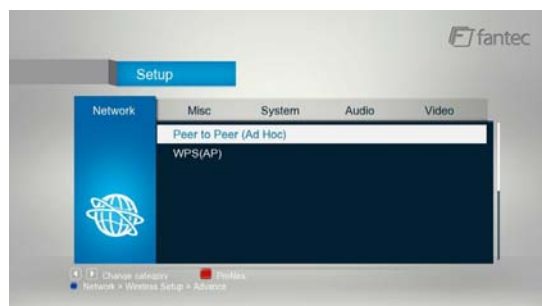 fantec
Setup
Network Misc System Audio Video
Peer to Peer (Ad Hoc)
WPS(AP)
Change category Profiles
Network > Wireless Setup > Advance